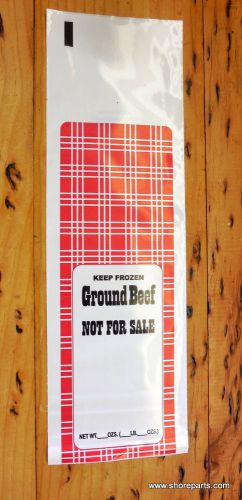 KEEP FROZEN
Ground Beef
NOT FOR SALE
NET WT.___OZS. (___LB.___OZS.)
www.shoreparts.com